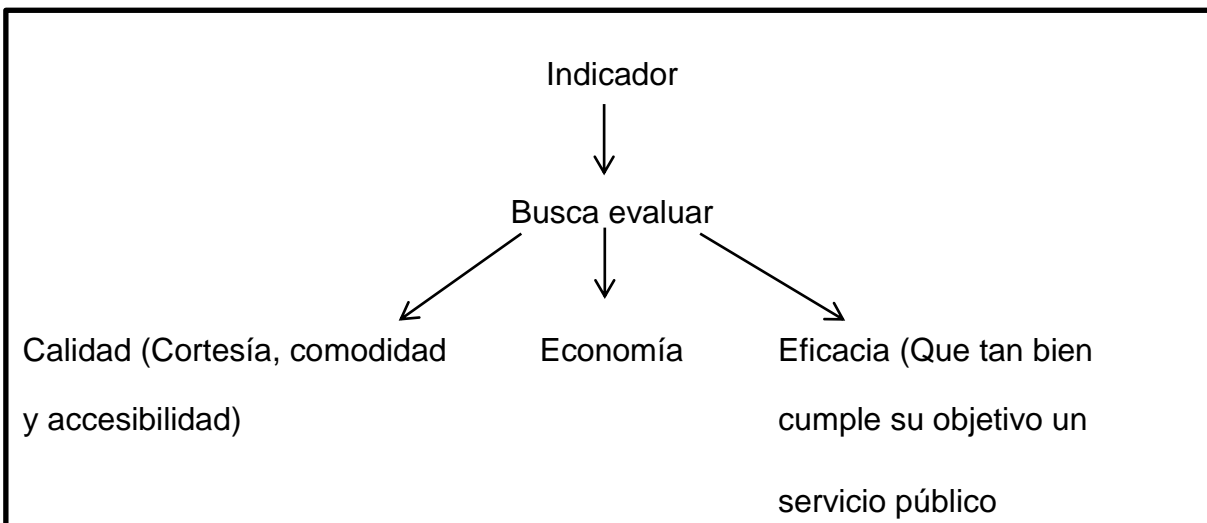 Indicador
Busca evaluar
Calidad (Cortesía, comodidad
y accesibilidad)
Economía
Eficacia (Que tan bien
cumple su objetivo un
servicio público